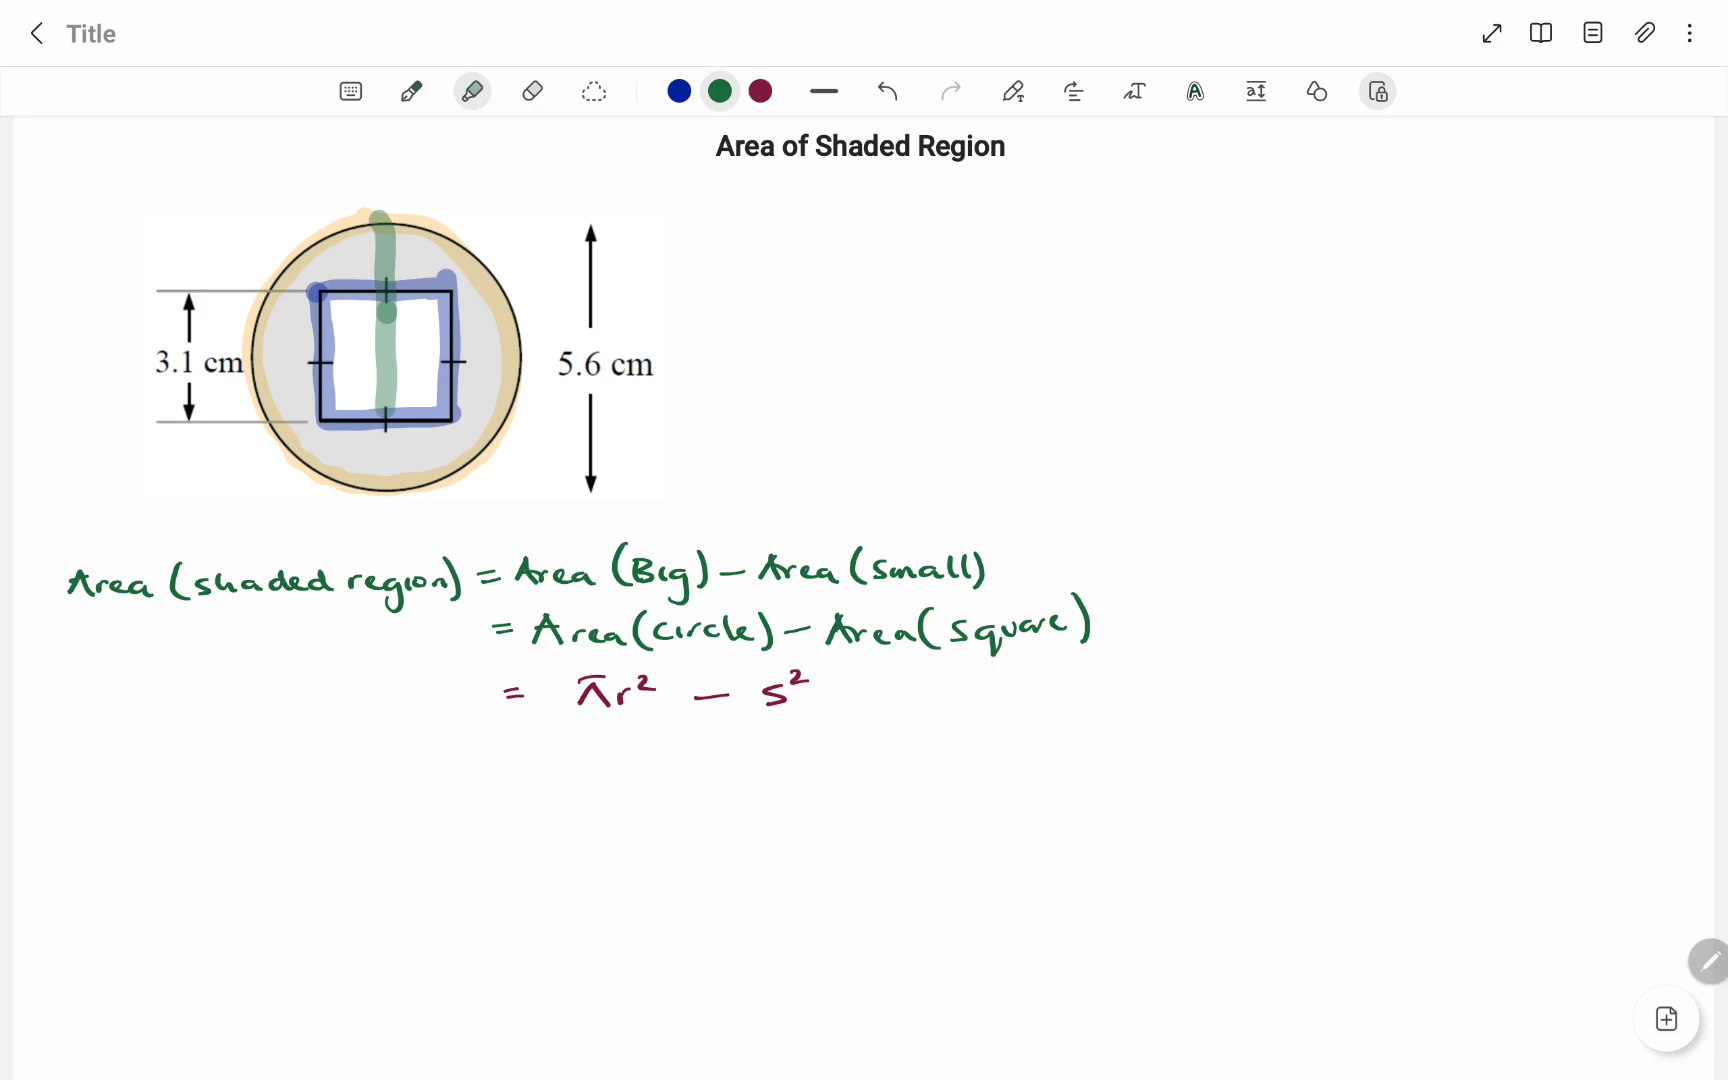 Title
Area of Shaded Region
3.1 cm
5.6 cm
Area (shaded region) = Area (Big) - Area (small)
= Area (circle) - Area (square)
= πr² - s²